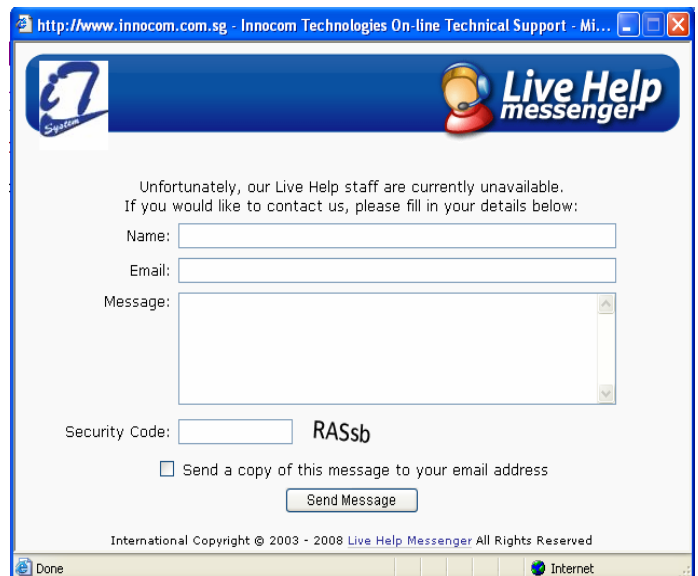 http://www.innocom.com.sg - Innocom Technologies On-line Technical Support - Mi...
i7
System
Live Help
messenger
Unfortunately, our Live Help staff are currently unavailable.
If you would like to contact us, please fill in your details below:
Name:
Email:
Message:
Security Code:
RASsb
Send a copy of this message to your email address
Send Message
International Copyright © 2003 - 2008 Live Help Messenger All Rights Reserved
Done
Internet